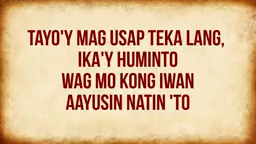 TAYO'Y MAG USAP TEKA LANG,
IKA'Y HUMINTO
WAG MO KONG IWAN
AAYUSIN NATIN 'TO